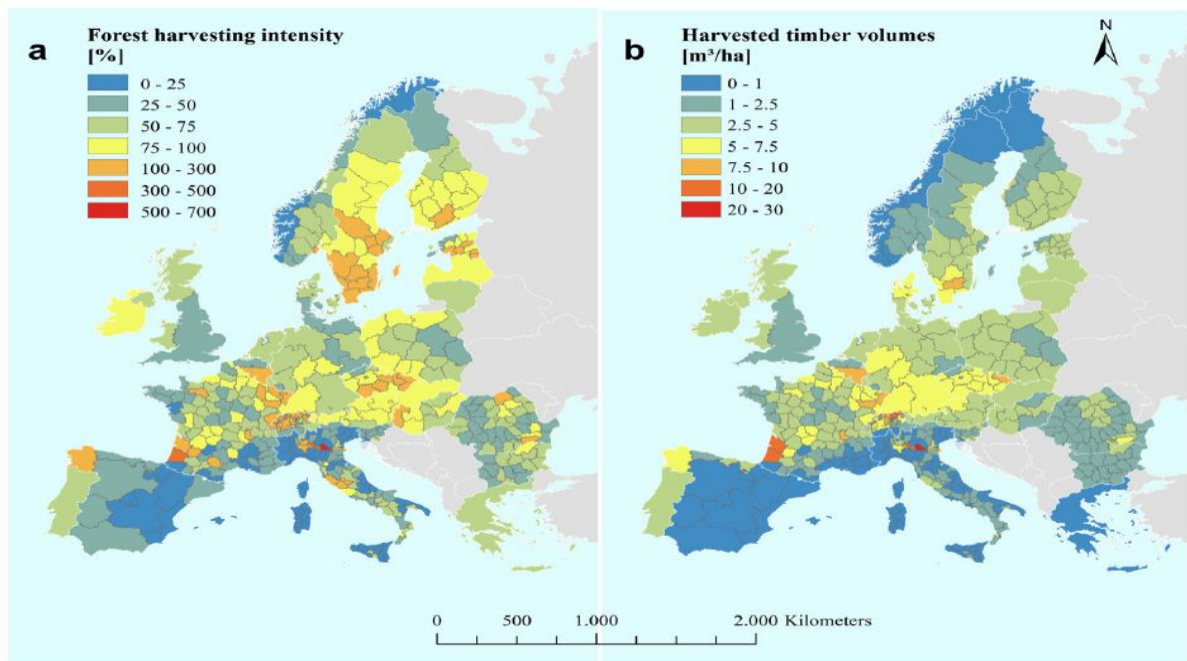 a
Forest harvesting intensity
[%]
0 - 25
25 - 50
50 - 75
75 - 100
100 - 300
300 - 500
500 - 700
b
Harvested timber volumes
[m³/ha]
0 - 1
1 - 2.5
2.5 - 5
5 - 7.5
7.5 - 10
10 - 20
20 - 30
N
0 500 1.000 2.000 Kilometers